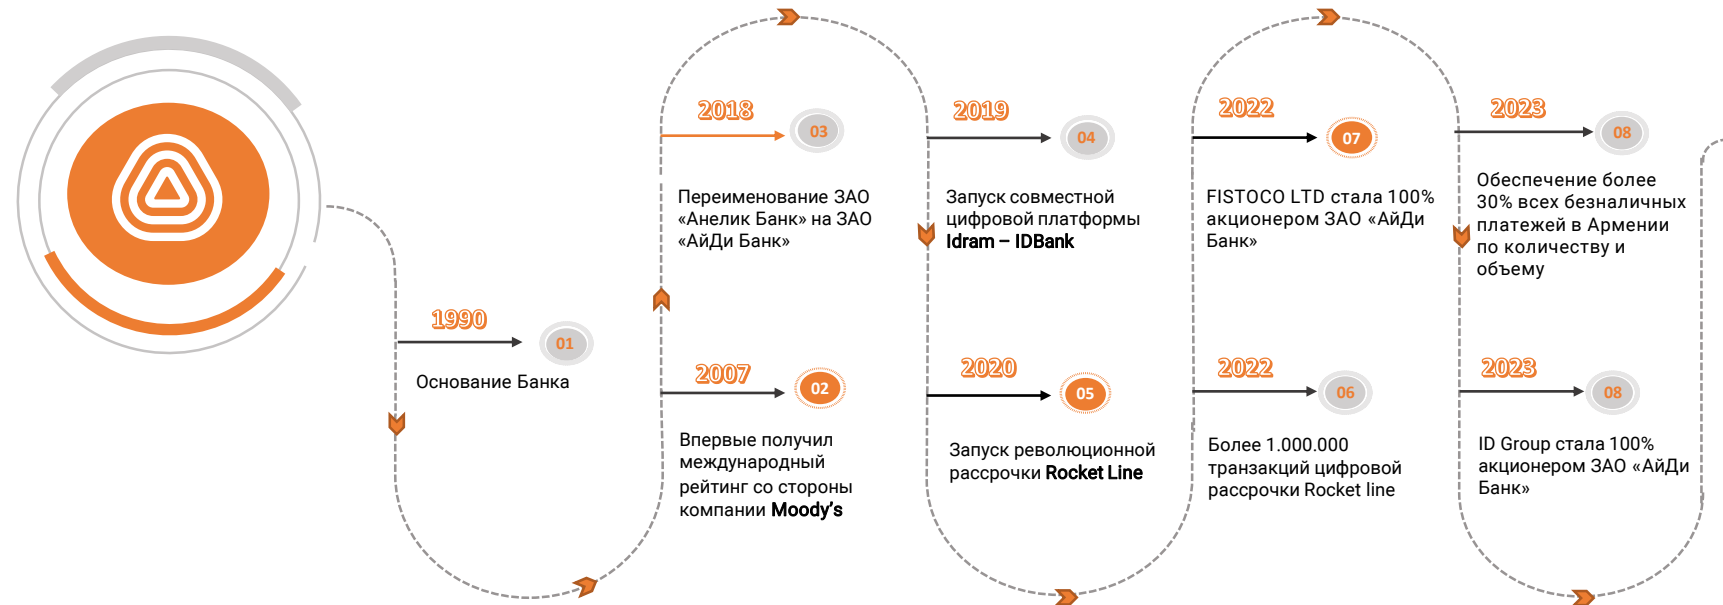 1990
01
Основание Банка
2007
02
Впервые получил
международный
рейтинг со стороны
компании Moody’s
2018
03
Переименование ЗАО
«Анелик Банк» на ЗАО
«АйДи Банк»
2019
04
Запуск совместной
цифровой платформы
Idram – IDBank
2020
05
Запуск революционной
рассрочки Rocket Line
2022
06
Более 1.000.000
транзакций цифровой
рассрочки Rocket line
2022
07
FISTOCO LTD стала 100%
акционером ЗАО «АйДи
Банк»
2023
08
Обеспечение более
30% всех безналичных
платежей в Армении
по количеству и
объему
2023
08
ID Group стала 100%
акционером ЗАО «АйДи
Банк»